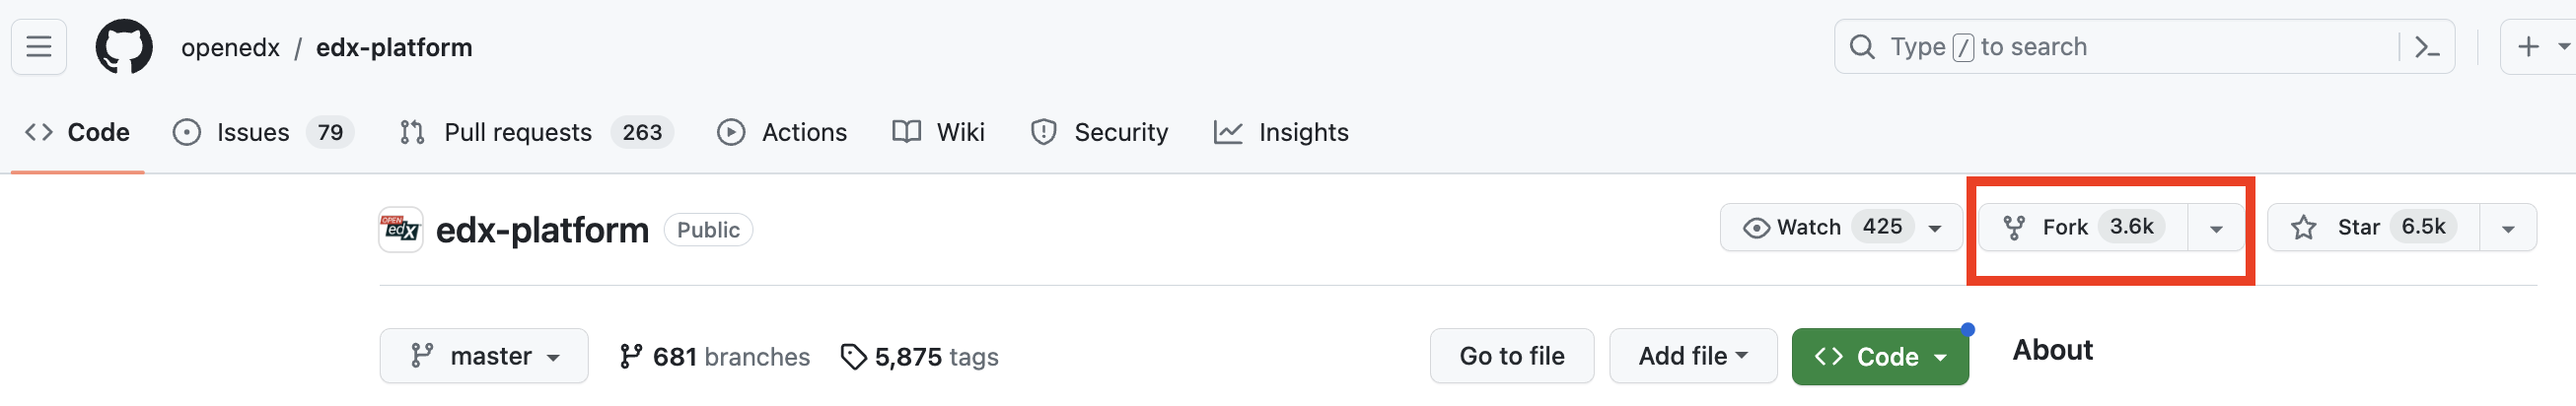 openedx / edx-platform
Type / to search
Code
Issues 79
Pull requests 263
Actions
Wiki
Security
Insights
OPEN edX
edx-platform
Public
Watch 425
Fork 3.6k
Star 6.5k
master
681 branches
5,875 tags
Go to file
Add file
Code
About